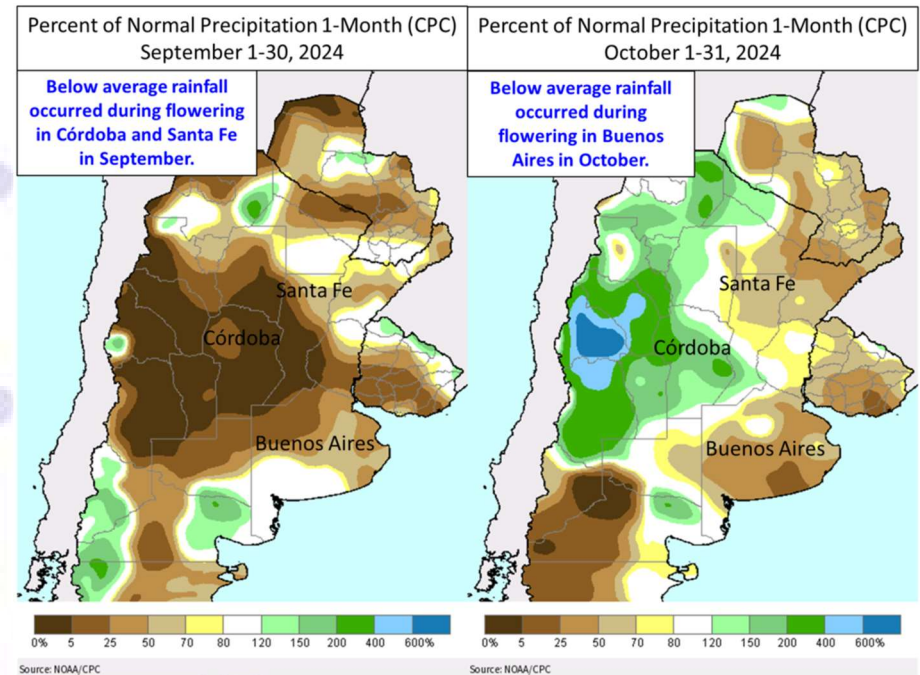 Percent of Normal Precipitation 1-Month (CPC)
September 1-30, 2024
Below average rainfall
occurred during flowering
in Córdoba and Santa Fe
in September.
Santa Fe
Córdoba
Buenos Aires
0% 5 25 50 70 80 120 150 200 400 600%
Source: NOAA/CPC
Percent of Normal Precipitation 1-Month (CPC)
October 1-31, 2024
Below average rainfall
occurred during
flowering in Buenos
Aires in October.
Santa Fe
Córdoba
Buenos Aires
0% 5 25 50 70 80 120 150 200 400 600%
Source: NOAA/CPC